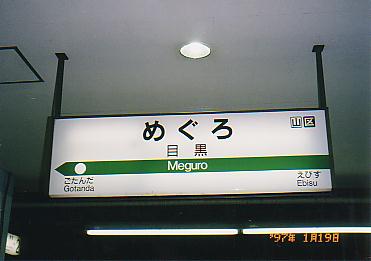 めぐろ
山区
目黒
Meguro
ごたんだ
Gotanda
えびす
Ebisu
'97年 1月19日